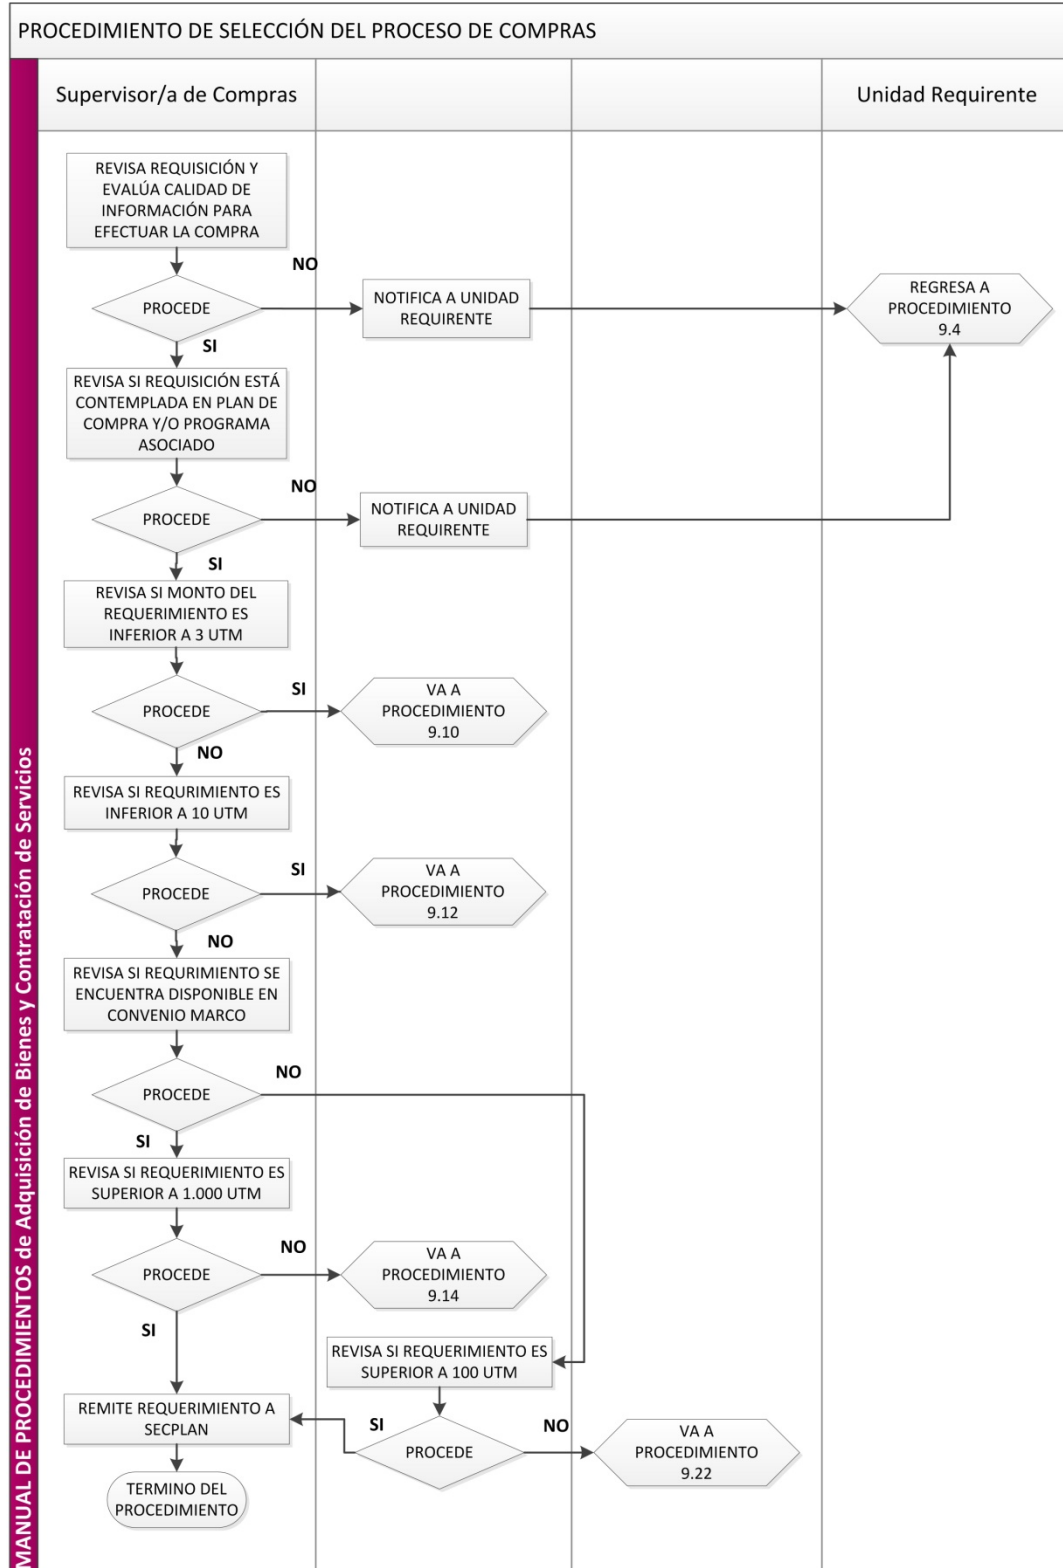 PROCEDIMIENTO DE SELECCIÓN DEL PROCESO DE COMPRAS
MANUAL DE PROCEDIMIENTOS de Adquisición de Bienes y Contratación de Servicios
Supervisor/a de Compras
Unidad Requirente
REVISA REQUISICIÓN Y
EVALÚA CALIDAD DE
INFORMACIÓN PARA
EFECTUAR LA COMPRA
PROCEDE
NO
NOTIFICA A UNIDAD
REQUIRENTE
REGRESA A
PROCEDIMIENTO
9.4
SI
REVISA SI REQUISICIÓN ESTÁ
CONTEMPLADA EN PLAN DE
COMPRA Y/O PROGRAMA
ASOCIADO
PROCEDE
NO
NOTIFICA A UNIDAD
REQUIRENTE
SI
REVISA SI MONTO DEL
REQUERIMIENTO ES
INFERIOR A 3 UTM
PROCEDE
SI
VA A
PROCEDIMIENTO
9.10
NO
REVISA SI REQURIMIENTO ES
INFERIOR A 10 UTM
PROCEDE
SI
VA A
PROCEDIMIENTO
9.12
NO
REVISA SI REQURIMIENTO SE
ENCUENTRA DISPONIBLE EN
CONVENIO MARCO
PROCEDE
NO
SI
REVISA SI REQUERIMIENTO ES
SUPERIOR A 1.000 UTM
PROCEDE
NO
VA A
PROCEDIMIENTO
9.14
SI
REVISA SI REQUERIMIENTO ES
SUPERIOR A 100 UTM
PROCEDE
SI
NO
VA A
PROCEDIMIENTO
9.22
REMITE REQUERIMIENTO A
SECPLAN
TERMINO DEL
PROCEDIMIENTO